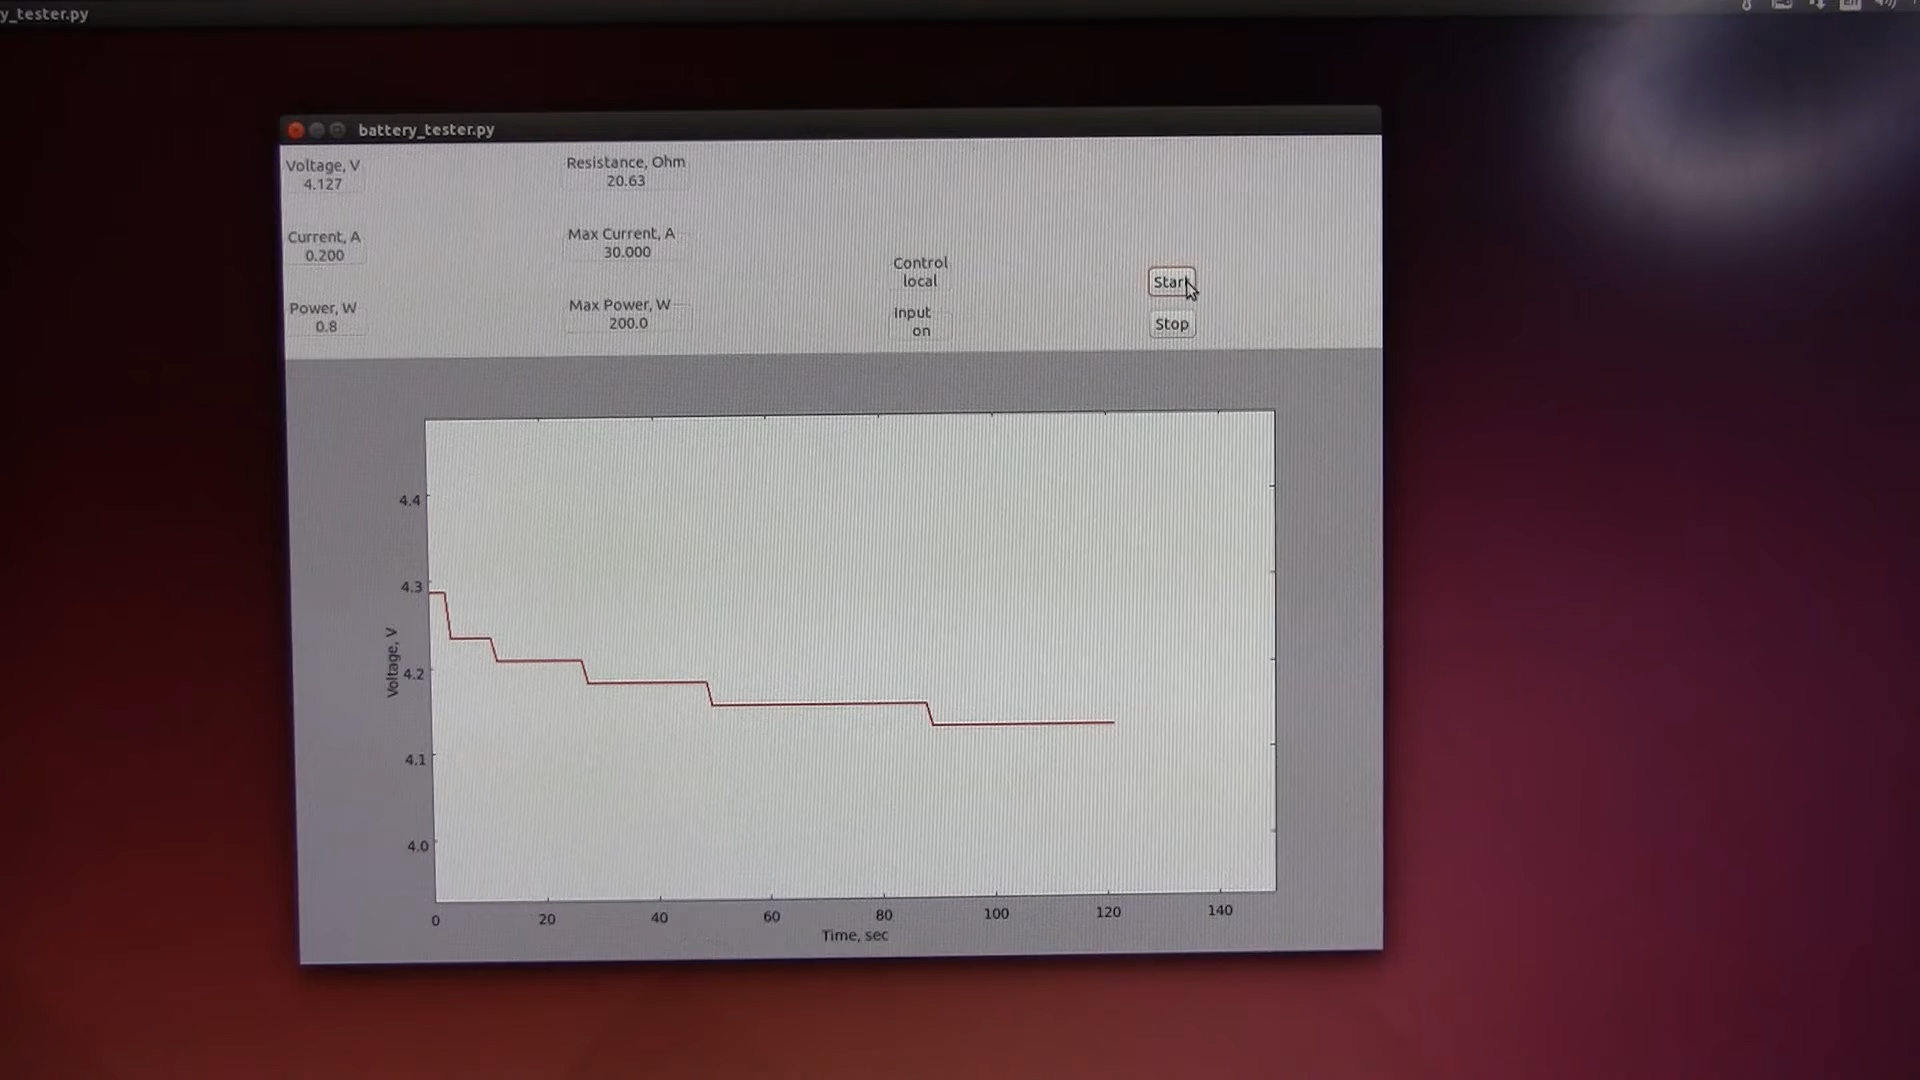 y_tester.py
En
battery_tester.py
Voltage, V
4.127
Resistance, Ohm
20.63
Current, A
0.200
Max Current, A
30.000
Control
local
Start
Power, W
0.8
Max Power, W
200.0
Input
on
Stop
4.4
4.3
4.2
4.1
4.0
Voltage, V
0 20 40 60 80 100 120 140
Time, sec